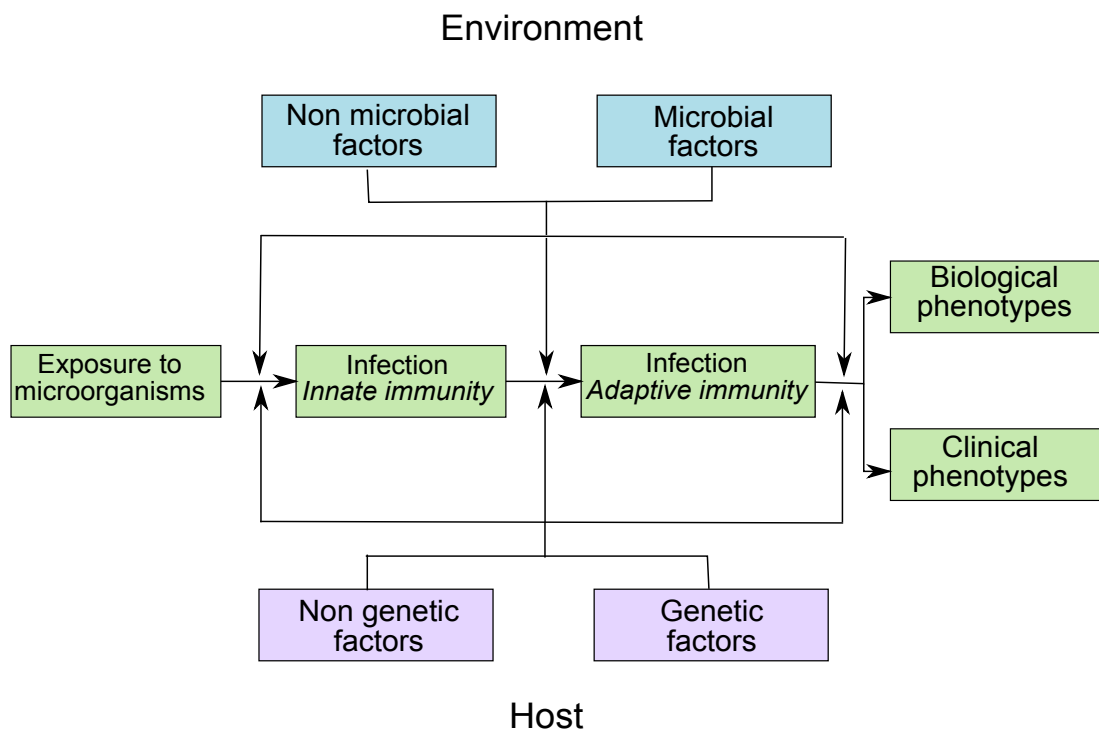 Environment
Non microbial
factors
Microbial
factors
Biological
phenotypes
Exposure to
microorganisms
Infection
Innate immunity
Infection
Adaptive immunity
Clinical
phenotypes
Non genetic
factors
Genetic
factors
Host